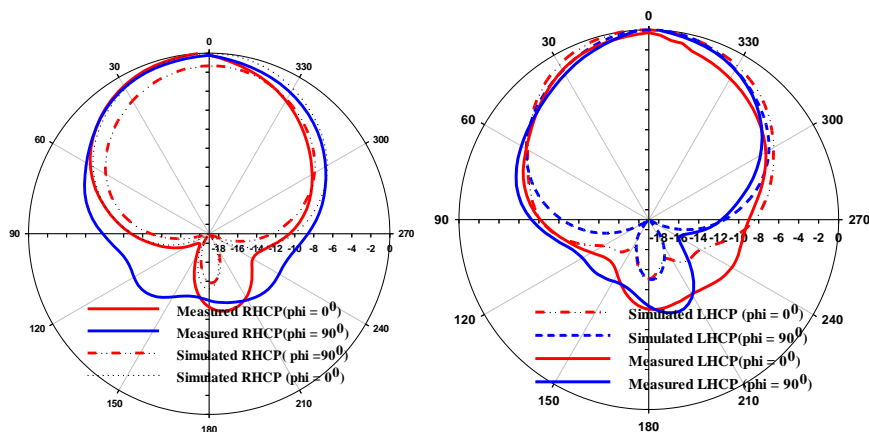 0
30
330
60
300
90
270
-18 -16 -14 -12 -10 -8 -6 -4 -2 0
120
240
150
210
180
Measured RHCP(phi = 0⁰)
Measured RHCP(phi = 90⁰)
Simulated RHCP( phi =90⁰)
Simulated RHCP (phi = 0⁰)
0
30
330
60
300
90
270
-18 -16 -14 -12 -10 -8 -6 -4 -2 0
120
240
150
210
180
Simulated LHCP (phi = 0⁰)
Simulated LHCP(phi = 90⁰)
Measured LHCP(phi = 0⁰)
Measured LHCP (phi = 90⁰)